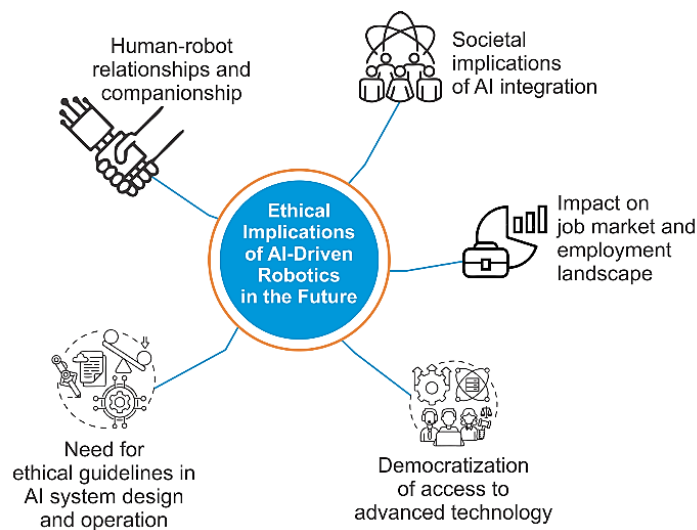 Human-robot
relationships and
companionship
Societal
implications
of AI integration
Ethical
Implications
of AI-Driven
Robotics
in the Future
Impact on
job market and
employment
landscape
Need for
ethical guidelines in
AI system design
and operation
Democratization
of access to
advanced technology